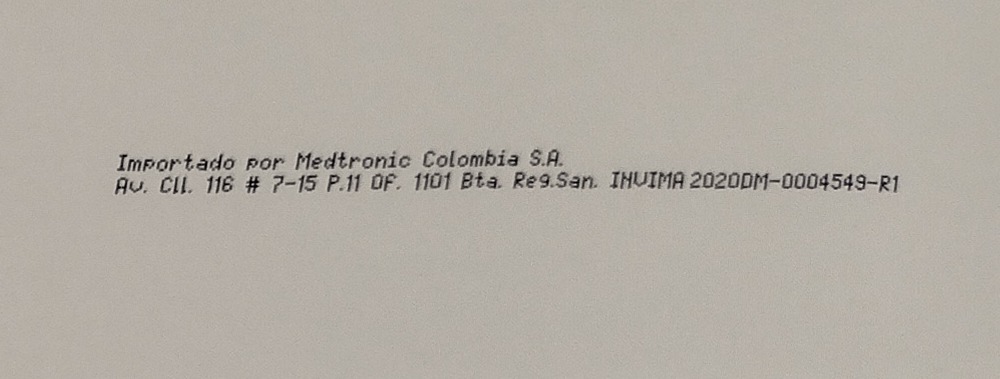 Importado por Medtronic Colombia S.A.
Av. Cll. 116 # 7-15 P.11 OF. 1101 Bta. Reg.San. INVIMA 2020DM-0004549-R1